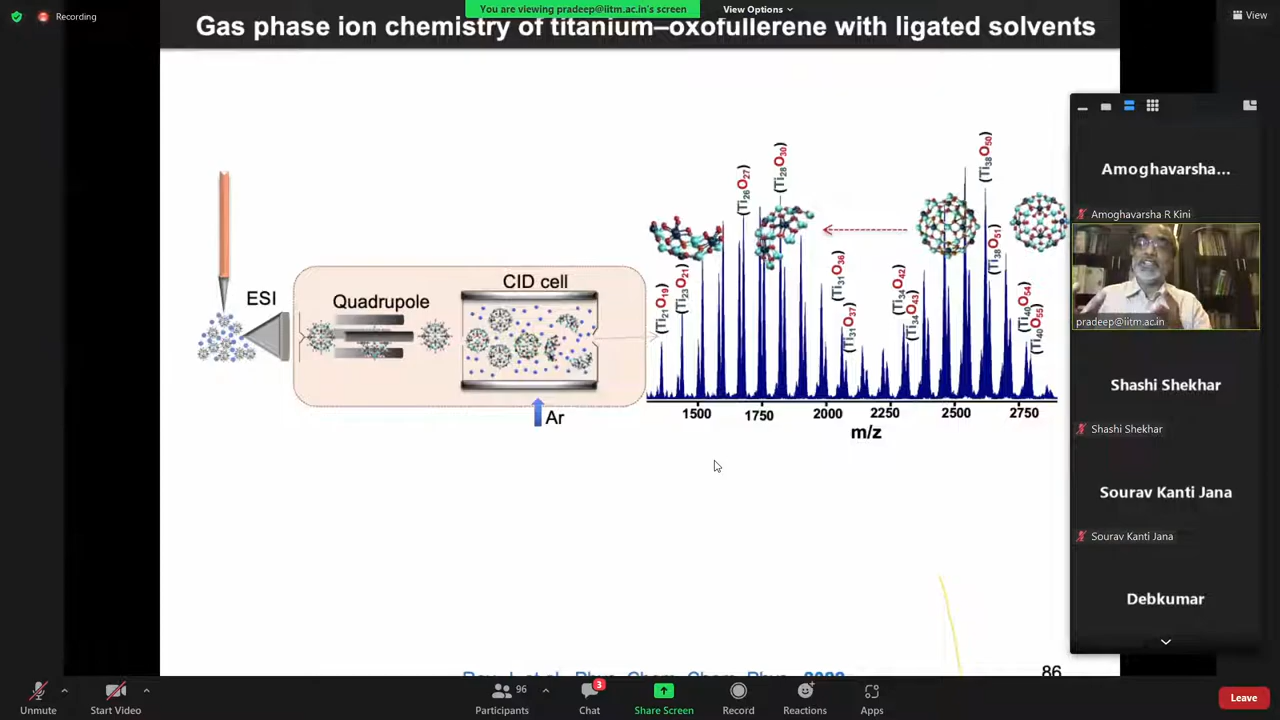 Recording
You are viewing pradeep@iitm.ac.in's screen
View Options
View
Gas phase ion chemistry of titanium–oxofullerene with ligated solvents
ESI
Quadrupole
CID cell
Ar
(Ti21O19)
(Ti23O21)
(Ti26O27)
(Ti28O30)
(Ti31O36)
(Ti31O37)
(Ti34O42)
(Ti34O43)
(Ti38O50)
(Ti38O51)
(Ti40O54)
(Ti40O55)
1500 1750 2000 2250 2500 2750
m/z
86
Amoghavarsha...
Amoghavarsha R Kini
pradeep@iitm.ac.in
Shashi Shekhar
Shashi Shekhar
Sourav Kanti Jana
Sourav Kanti Jana
Debkumar
Unmute
Start Video
96
Participants
3
Chat
Share Screen
Record
Reactions
Apps
Leave